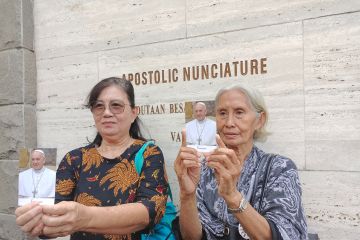 APOSTOLIC NUNCIATURE
DUTAAN BES
VA